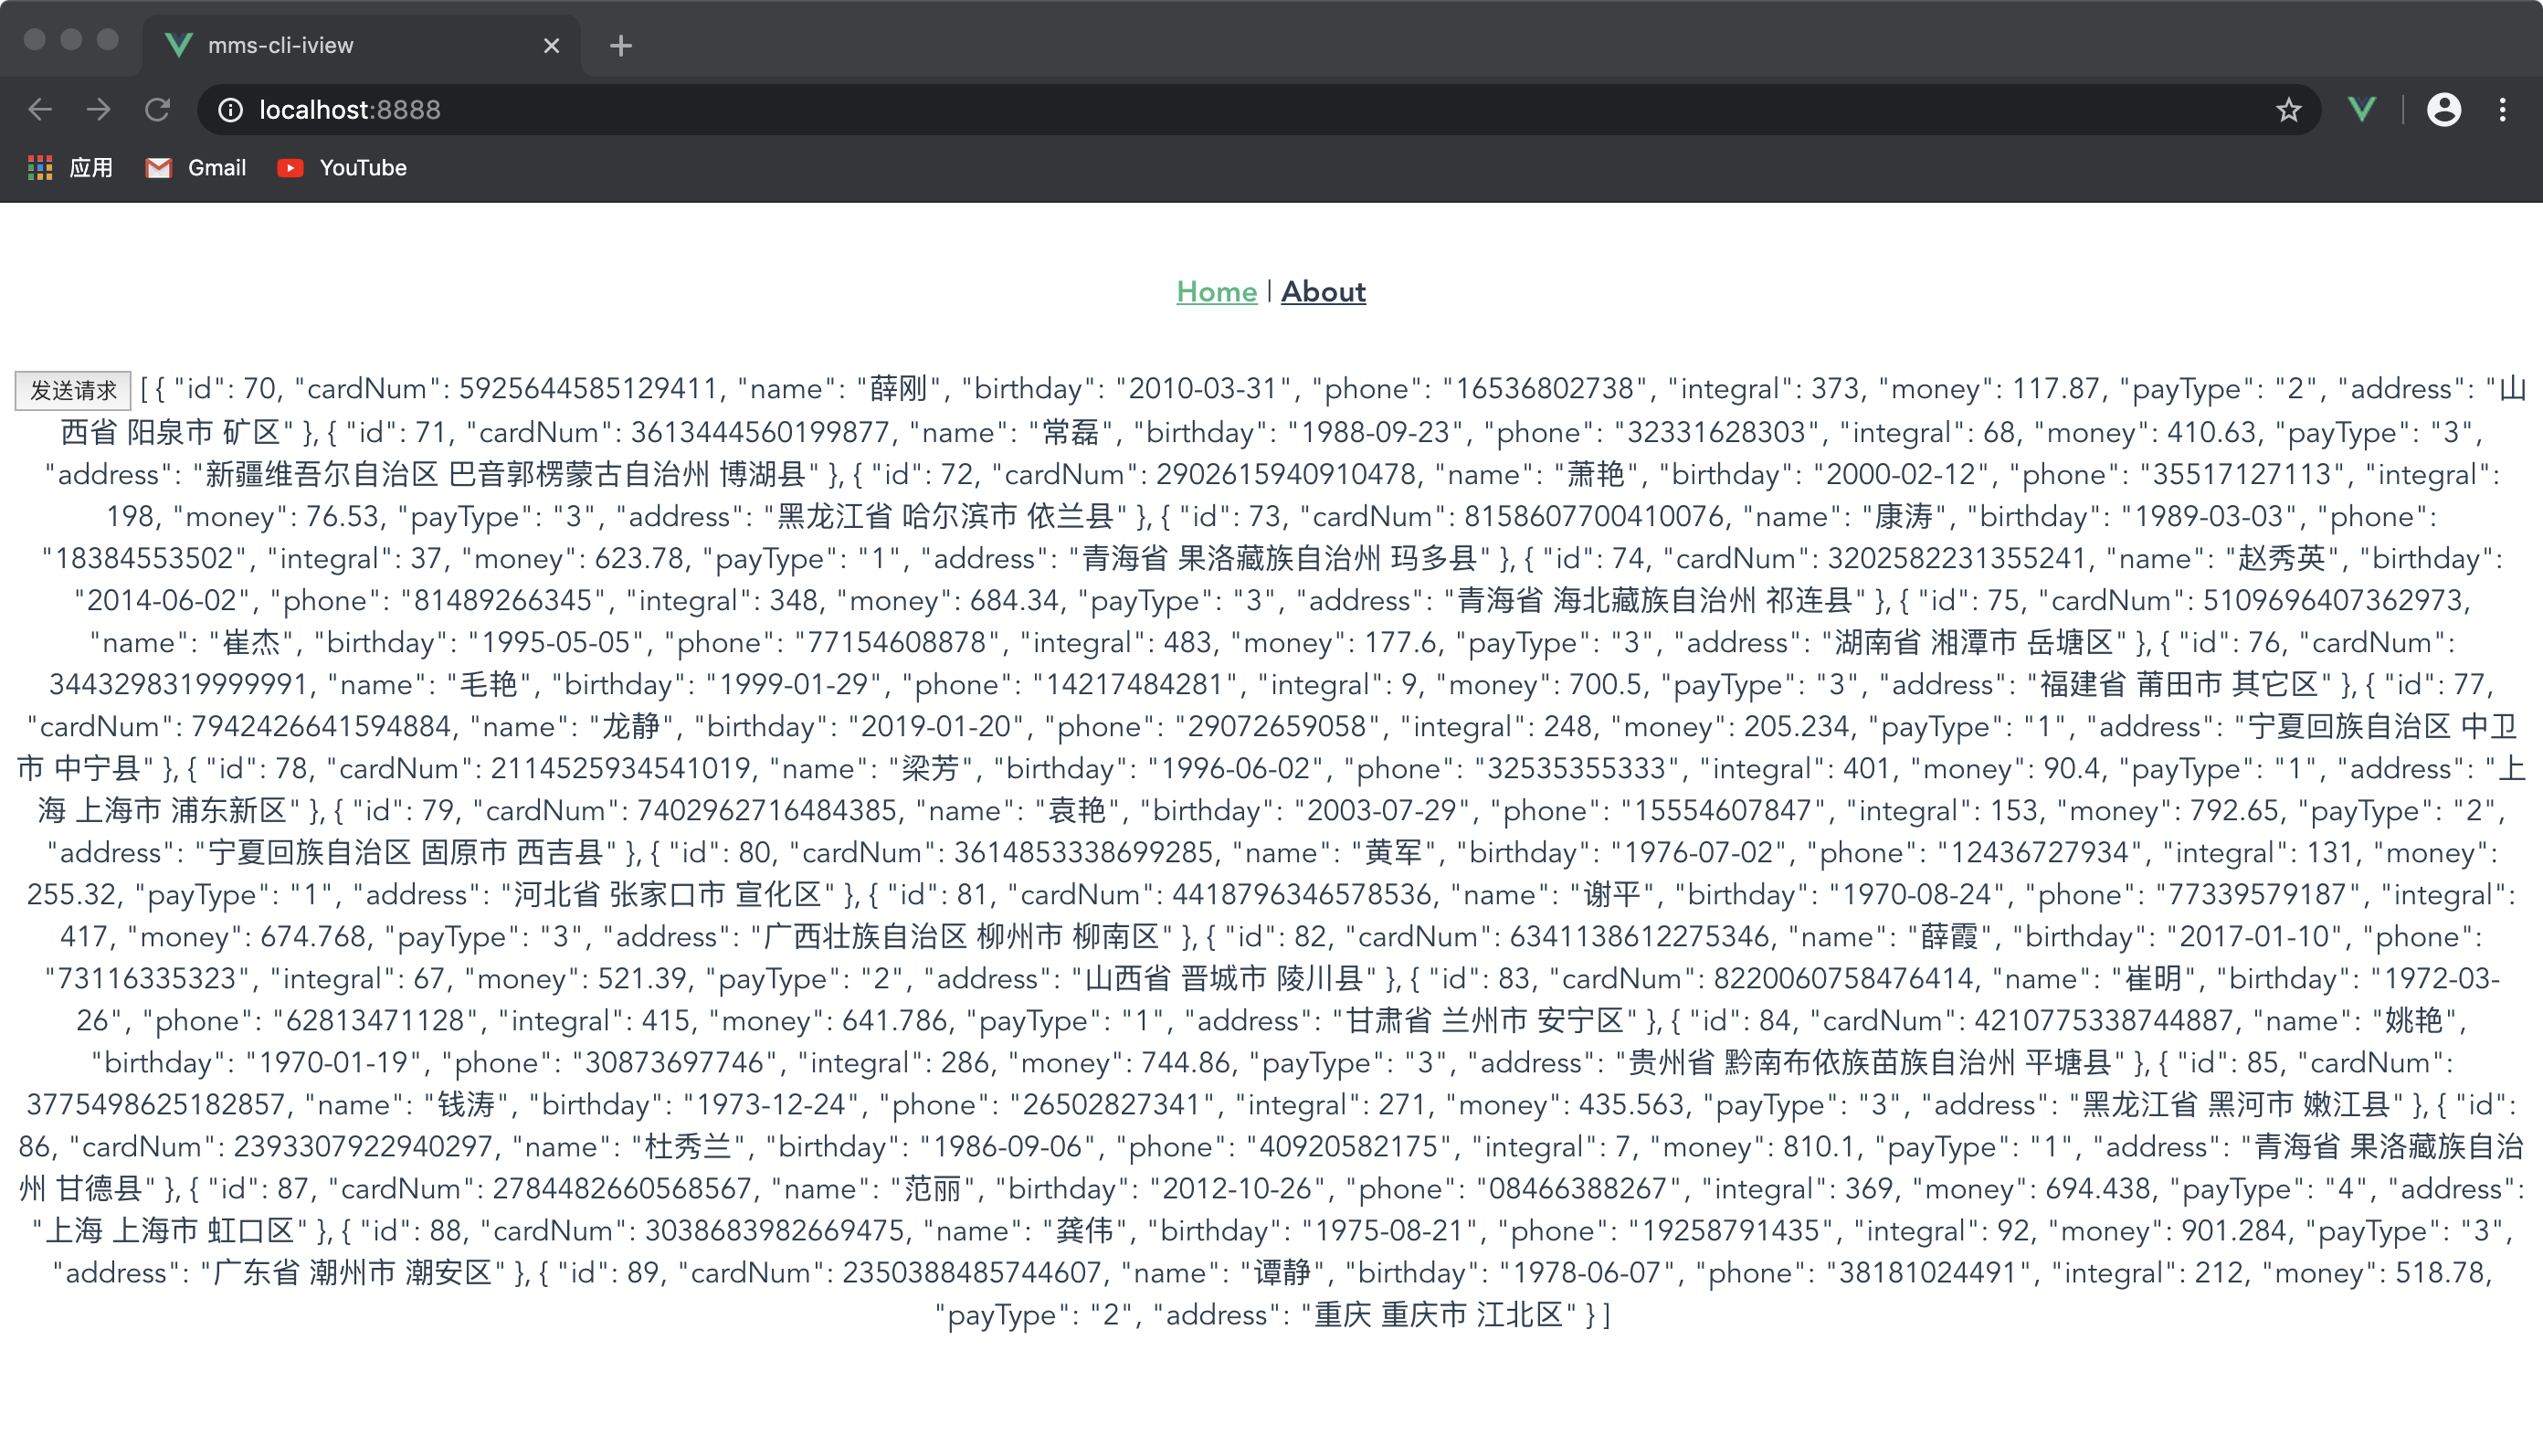 mms-cli-iview
localhost:8888
应用 Gmail YouTube
Home | About
发送请求 [ { "id": 70, "cardNum": 5925644585129411, "name": "薛刚", "birthday": "2010-03-31", "phone": "16536802738", "integral": 373, "money": 117.87, "payType": "2", "address": "山
西省 阳泉市 矿区" }, { "id": 71, "cardNum": 3613444560199877, "name": "常磊", "birthday": "1988-09-23", "phone": "32331628303", "integral": 68, "money": 410.63, "payType": "3",
"address": "新疆维吾尔自治区 巴音郭楞蒙古自治州 博湖县" }, { "id": 72, "cardNum": 2902615940910478, "name": "萧艳", "birthday": "2000-02-12", "phone": "35517127113", "integral":
198, "money": 76.53, "payType": "3", "address": "黑龙江省 哈尔滨市 依兰县" }, { "id": 73, "cardNum": 8158607700410076, "name": "康涛", "birthday": "1989-03-03", "phone":
"18384553502", "integral": 37, "money": 623.78, "payType": "1", "address": "青海省 果洛藏族自治州 玛多县" }, { "id": 74, "cardNum": 3202582231355241, "name": "赵秀英", "birthday":
"2014-06-02", "phone": "81489266345", "integral": 348, "money": 684.34, "payType": "3", "address": "青海省 海北藏族自治州 祁连县" }, { "id": 75, "cardNum": 5109696407362973,
"name": "崔杰", "birthday": "1995-05-05", "phone": "77154608878", "integral": 483, "money": 177.6, "payType": "3", "address": "湖南省 湘潭市 岳塘区" }, { "id": 76, "cardNum":
3443298319999991, "name": "毛艳", "birthday": "1999-01-29", "phone": "14217484281", "integral": 9, "money": 700.5, "payType": "3", "address": "福建省 莆田市 其它区" }, { "id": 77,
"cardNum": 7942426641594884, "name": "龙静", "birthday": "2019-01-20", "phone": "29072659058", "integral": 248, "money": 205.234, "payType": "1", "address": "宁夏回族自治区 中卫
市 中宁县" }, { "id": 78, "cardNum": 2114525934541019, "name": "梁芳", "birthday": "1996-06-02", "phone": "32535355333", "integral": 401, "money": 90.4, "payType": "1", "address": "上
海 上海市 浦东新区" }, { "id": 79, "cardNum": 7402962716484385, "name": "袁艳", "birthday": "2003-07-29", "phone": "15554607847", "integral": 153, "money": 792.65, "payType": "2",
"address": "宁夏回族自治区 固原市 西吉县" }, { "id": 80, "cardNum": 3614853338699285, "name": "黄军", "birthday": "1976-07-02", "phone": "12436727934", "integral": 131, "money":
255.32, "payType": "1", "address": "河北省 张家口市 宣化区" }, { "id": 81, "cardNum": 4418796346578536, "name": "谢平", "birthday": "1970-08-24", "phone": "77339579187", "integral":
417, "money": 674.768, "payType": "3", "address": "广西壮族自治区 柳州市 柳南区" }, { "id": 82, "cardNum": 6341138612275346, "name": "薛霞", "birthday": "2017-01-10", "phone":
"73116335323", "integral": 67, "money": 521.39, "payType": "2", "address": "山西省 晋城市 陵川县" }, { "id": 83, "cardNum": 8220060758476414, "name": "崔明", "birthday": "1972-03-
26", "phone": "62813471128", "integral": 415, "money": 641.786, "payType": "1", "address": "甘肃省 兰州市 安宁区" }, { "id": 84, "cardNum": 4210775338744887, "name": "姚艳",
"birthday": "1970-01-19", "phone": "30873697746", "integral": 286, "money": 744.86, "payType": "3", "address": "贵州省 黔南布依族苗族自治州 平塘县" }, { "id": 85, "cardNum":
3775498625182857, "name": "钱涛", "birthday": "1973-12-24", "phone": "26502827341", "integral": 271, "money": 435.563, "payType": "3", "address": "黑龙江省 黑河市 嫩江县" }, { "id":
86, "cardNum": 2393307922940297, "name": "杜秀兰", "birthday": "1986-09-06", "phone": "40920582175", "integral": 7, "money": 810.1, "payType": "1", "address": "青海省 果洛藏族自治
州 甘德县" }, { "id": 87, "cardNum": 2784482660568567, "name": "范丽", "birthday": "2012-10-26", "phone": "08466388267", "integral": 369, "money": 694.438, "payType": "4", "address":
"上海 上海市 虹口区" }, { "id": 88, "cardNum": 3038683982669475, "name": "龚伟", "birthday": "1975-08-21", "phone": "19258791435", "integral": 92, "money": 901.284, "payType": "3",
"address": "广东省 潮州市 潮安区" }, { "id": 89, "cardNum": 2350388485744607, "name": "谭静", "birthday": "1978-06-07", "phone": "38181024491", "integral": 212, "money": 518.78,
"payType": "2", "address": "重庆 重庆市 江北区" } ]